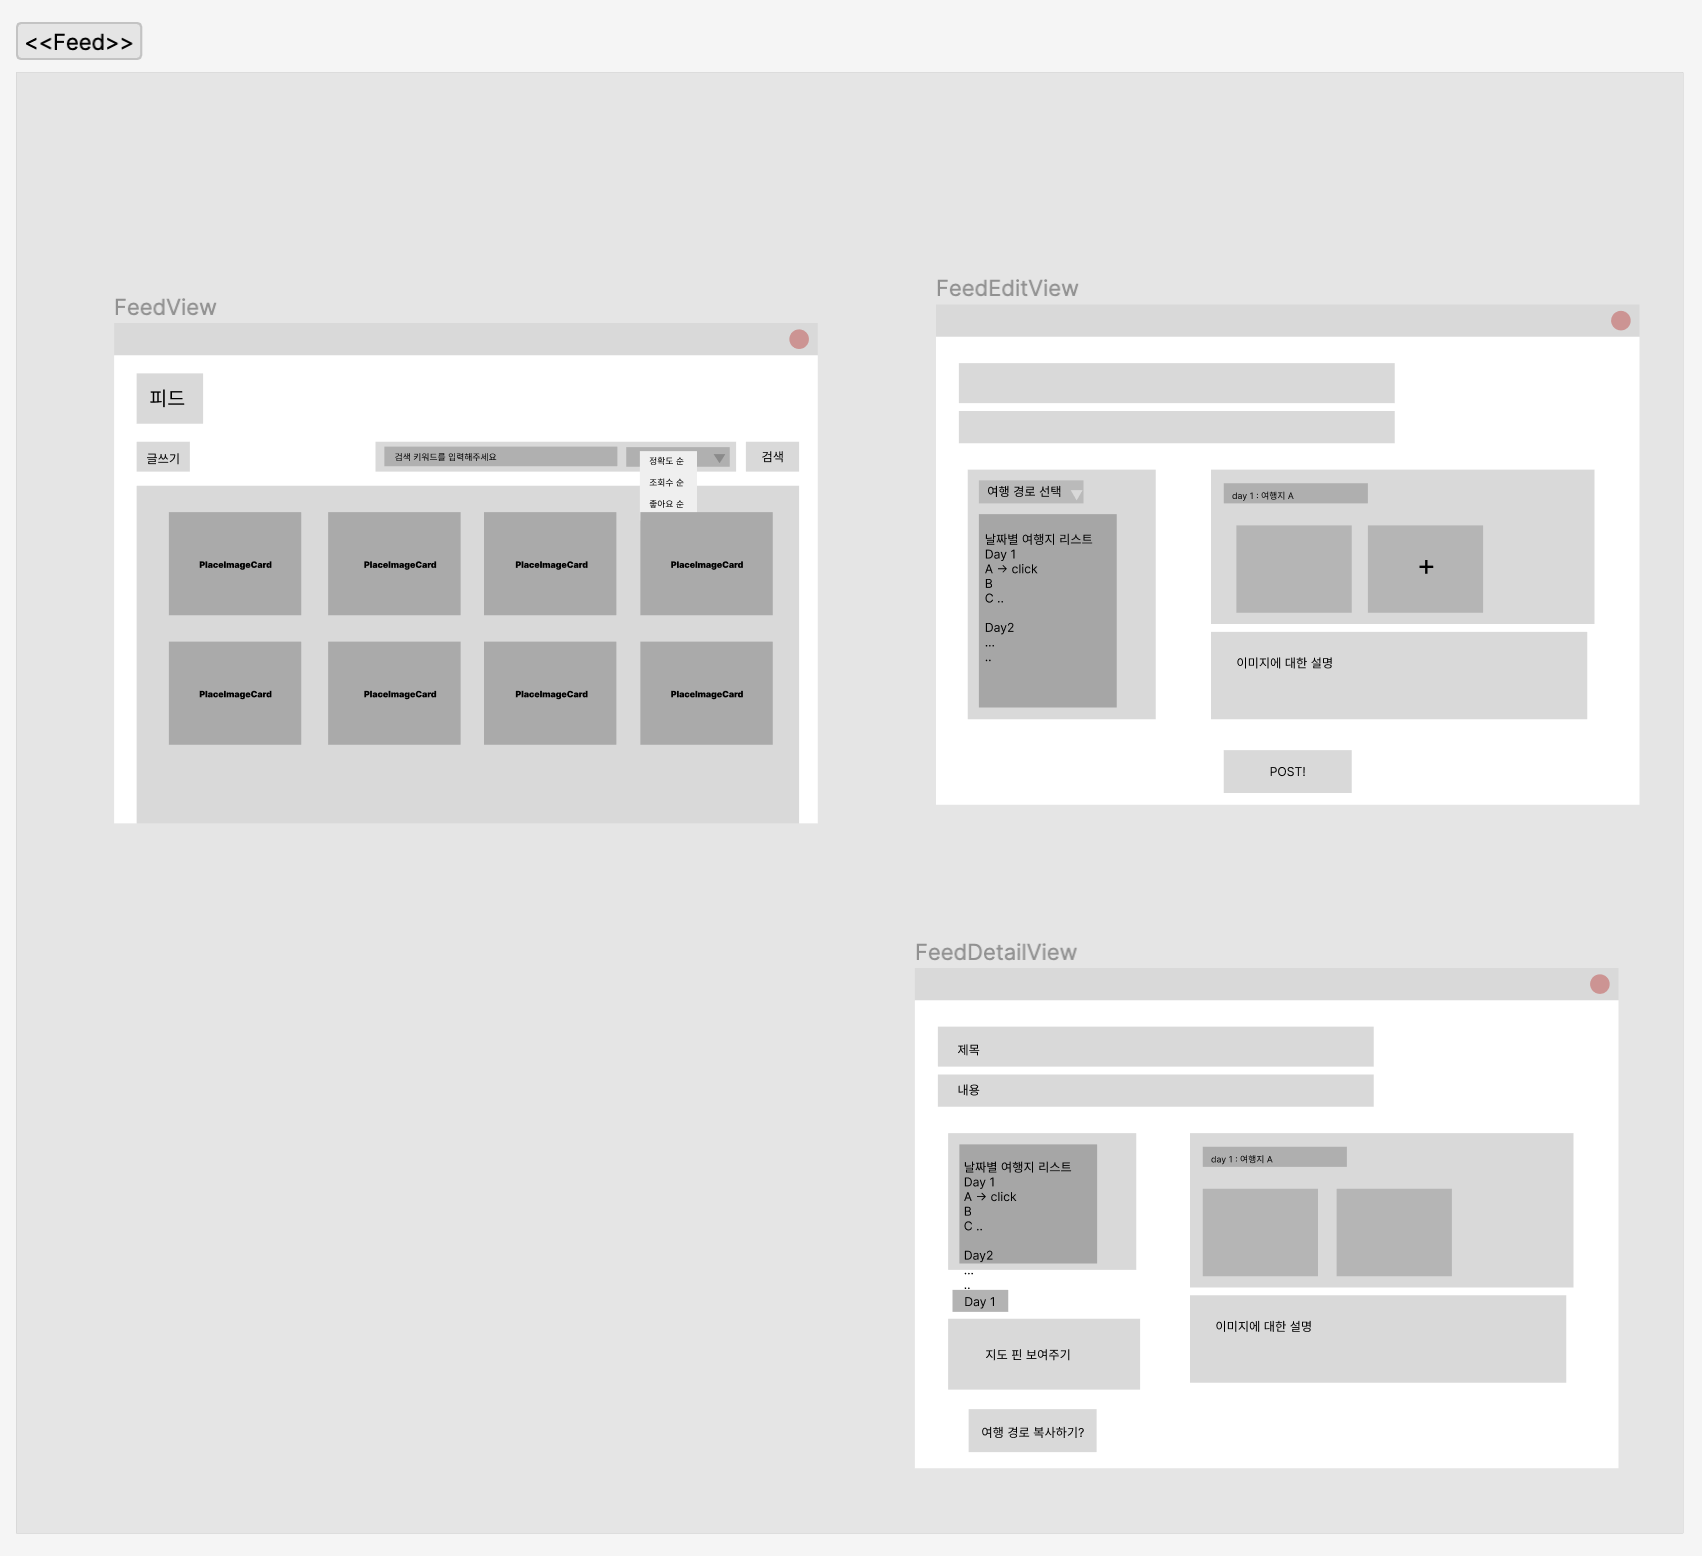 <<Feed>>
FeedView
피드
글쓰기
검색 키워드를 입력해주세요
정확도 순
조회수 순
좋아요 순
검색
PlaceImageCard
PlaceImageCard
PlaceImageCard
PlaceImageCard
PlaceImageCard
PlaceImageCard
PlaceImageCard
PlaceImageCard
FeedEditView
여행 경로 선택
날짜별 여행지 리스트
Day 1
A -> click
B
C ..
Day2
...
..
day 1 : 여행지 A
+
이미지에 대한 설명
POST!
FeedDetailView
제목
내용
날짜별 여행지 리스트
Day 1
A -> click
B
C ..
Day2
...
..
Day 1
지도 핀 보여주기
여행 경로 복사하기?
day 1 : 여행지 A
이미지에 대한 설명